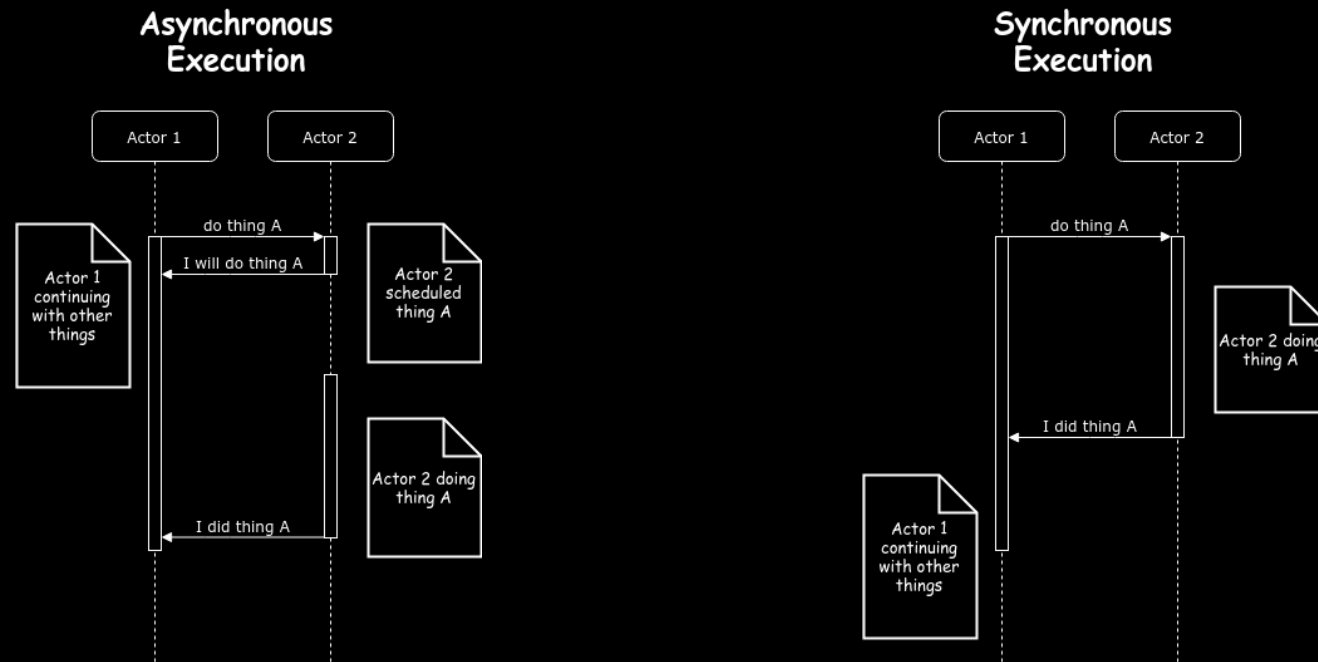 Asynchronous
Execution
Actor 1
Actor 2
do thing A
I will do thing A
Actor 1
continuing
with other
things
Actor 2
scheduled
thing A
Actor 2 doing
thing A
I did thing A
Synchronous
Execution
Actor 1
Actor 2
do thing A
Actor 2 doing
thing A
I did thing A
Actor 1
continuing
with other
things